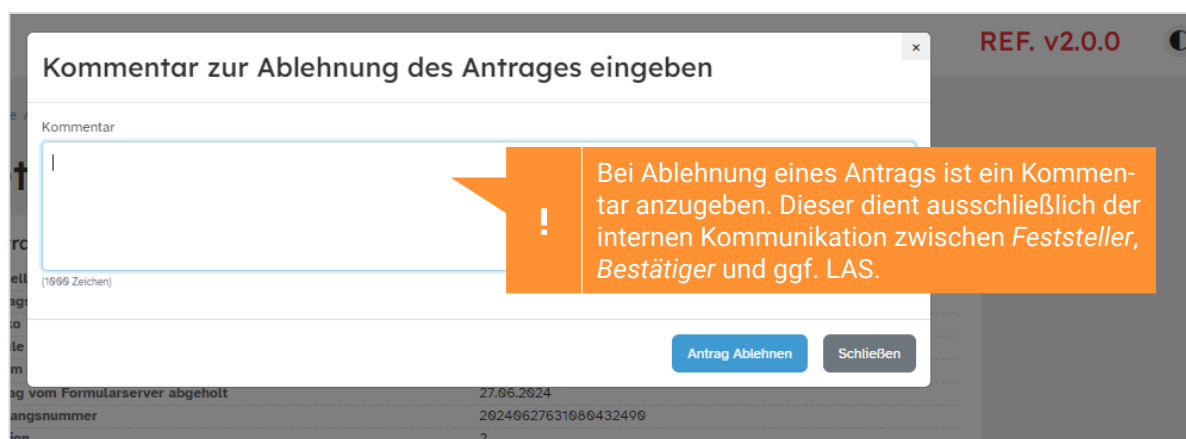 REF. v2.0.0
Kommentar zur Ablehnung des Antrages eingeben
×
Kommentar
!
Bei Ablehnung eines Antrags ist ein Kommen-
tar anzugeben. Dieser dient ausschließlich der
internen Kommunikation zwischen Feststeller,
Bestätiger und ggf. LAS.
(1000 Zeichen)
Antrag Ablehnen
Schließen
vom Formularserver abgeholt 27.06.2024
angsnummer 20240627631080432490
2